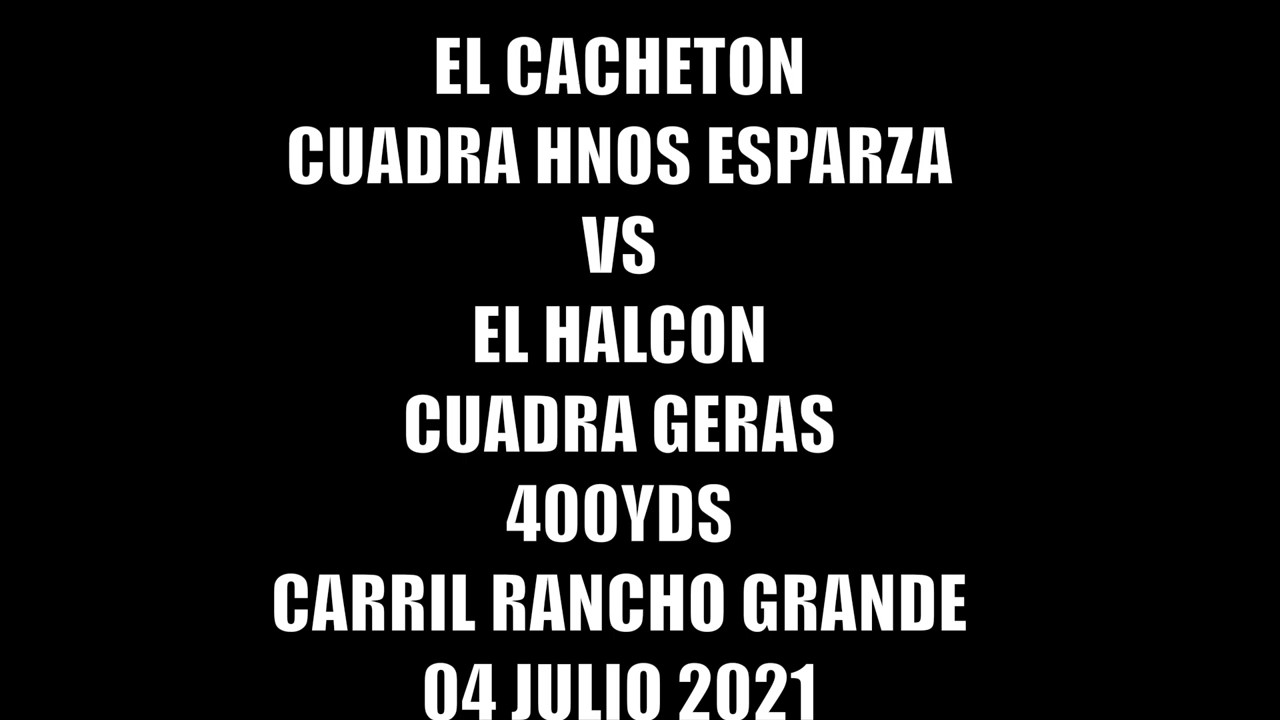 EL CACHETON
CUADRA HNOS ESPARZA
VS
EL HALCON
CUADRA GERAS
400YDS
CARRIL RANCHO GRANDE
04 JULIO 2021